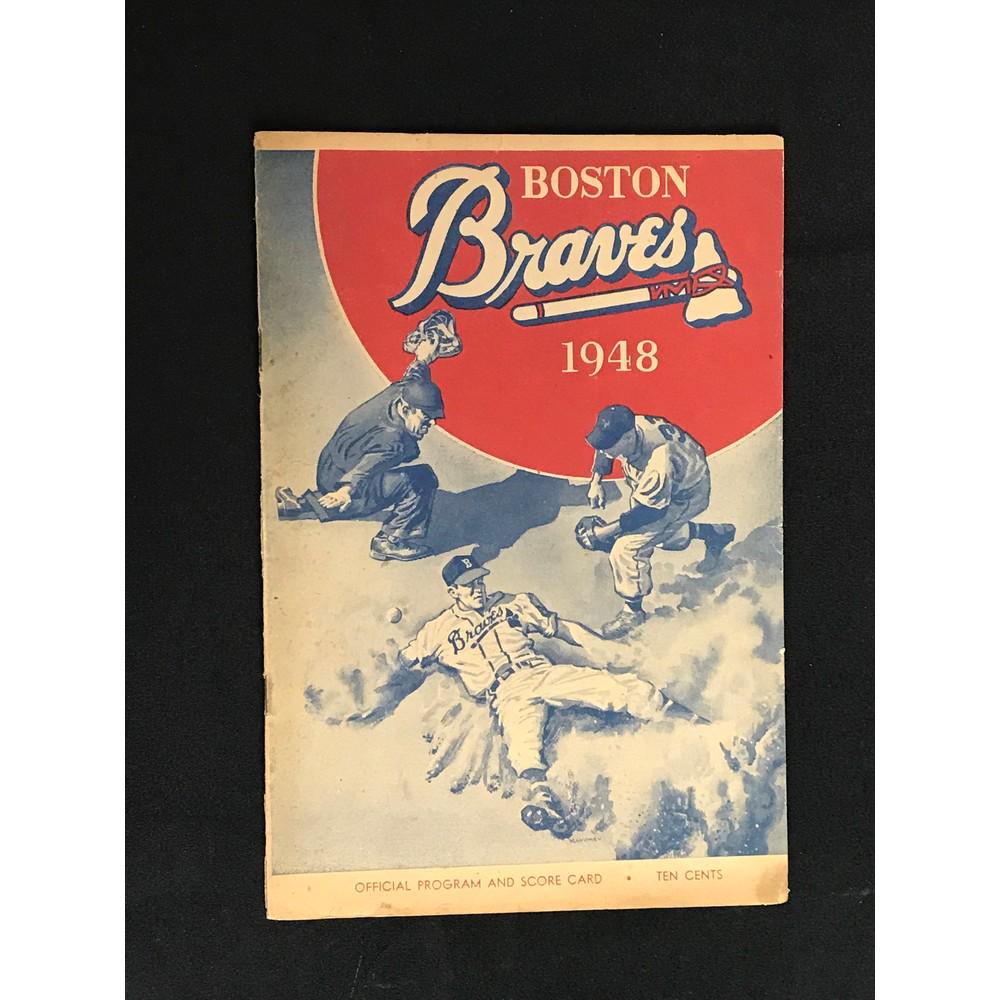 BOSTON
Braves
1948
B
Braves
OFFICIAL PROGRAM AND SCORE CARD • TEN CENTS